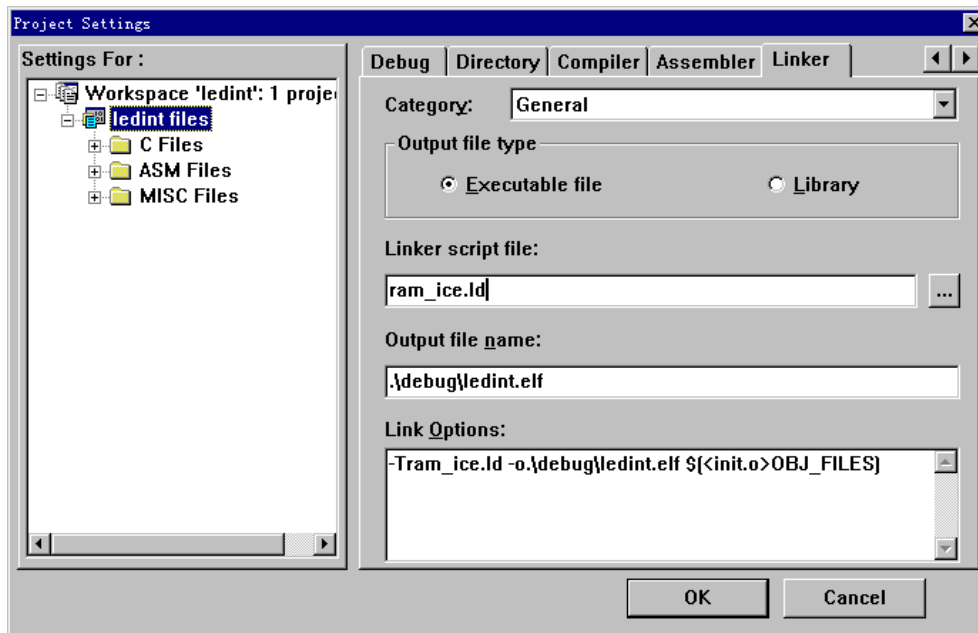 Project Settings
Settings For :
Workspace 'ledint': 1 proje
ledint files
C Files
ASM Files
MISC Files
Debug Directory Compiler Assembler Linker
Category: General
Output file type
Executable file Library
Linker script file:
ram_ice.ld
...
Output file name:
.\debug\ledint.elf
Link Options:
-Tram_ice.ld -o.\debug\ledint.elf $(<init.o>OBJ_FILES)
OK Cancel